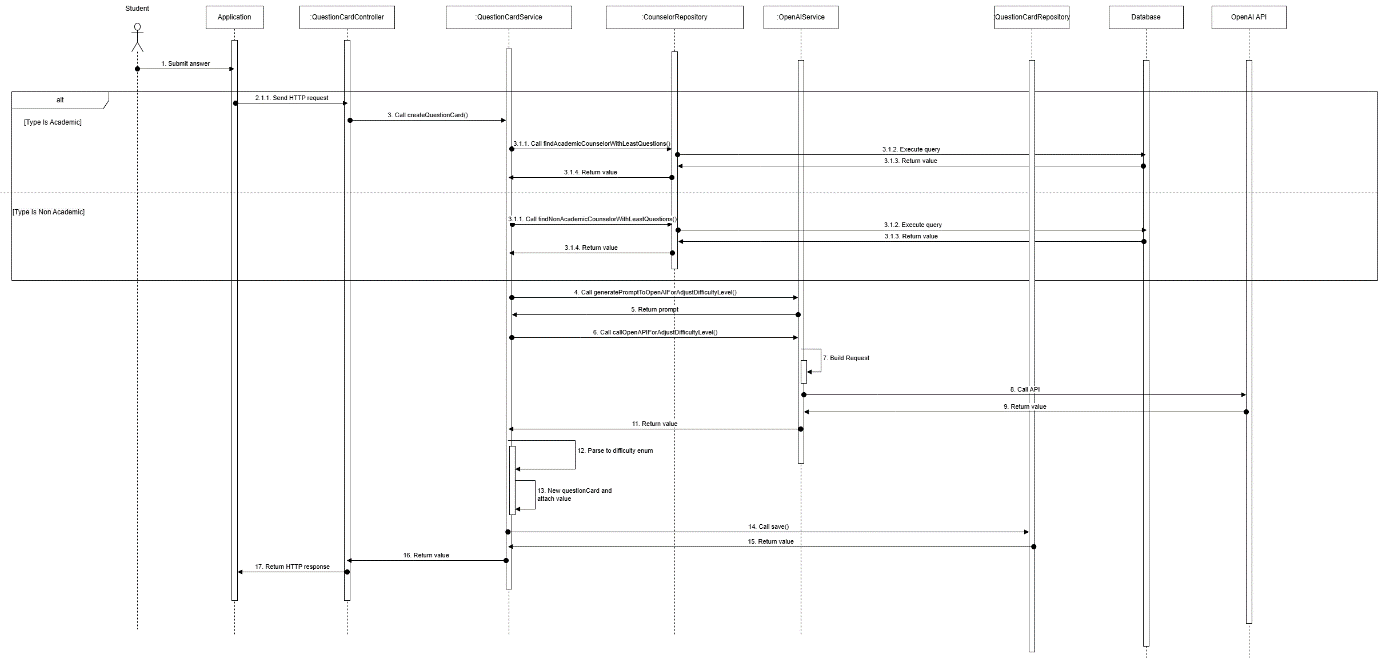 Student
Application
:QuestionCardController
:QuestionCardService
:CounselorRepository
:OpenAIService
:QuestionCardRepository
Database
OpenAI API
1. Submit answer
alt
2.1.1. Send HTTP request
[Type Is Academic]
3. Call createQuestionCard()
3.1.1. Call findAcademicCounselorWithLeastQuestions()
3.1.2. Execute query
3.1.3. Return value
3.1.4. Return value
[Type Is Non Academic]
3.1.1. Call findNonAcademicCounselorWithLeastQuestions()
3.1.2. Execute query
3.1.3. Return value
3.1.4. Return value
4. Call generatePromptToOpenAIForAdjustDifficultyLevel()
5. Return prompt
6. Call callOpenAPIForAdjustDifficultyLevel()
7. Build Request
8. Call API
9. Return value
11. Return value
12. Parse to difficulty enum
13. New questionCard and
attach value
14. Call save()
15. Return value
16. Return value
17. Return HTTP response